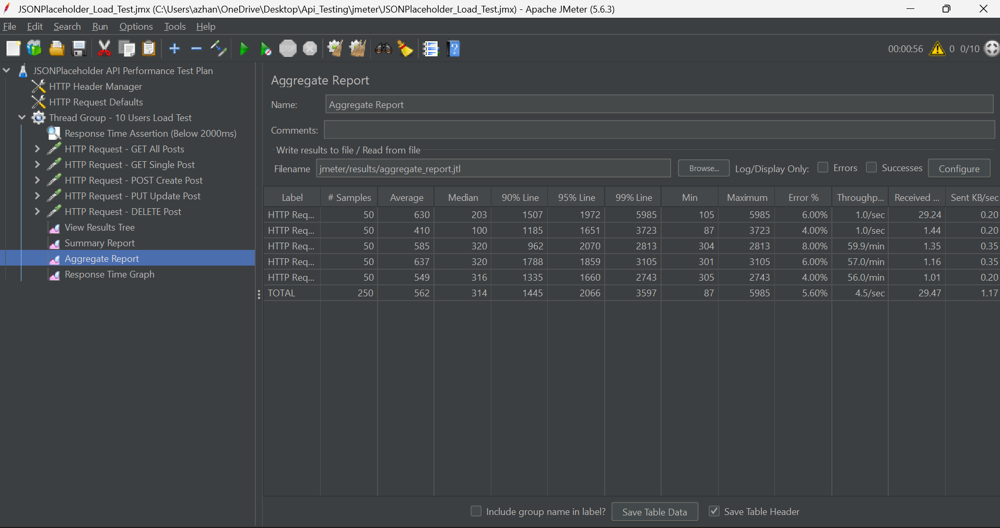 JSONPlaceholder_Load_Test.jmx (C:\Users\azhan\OneDrive\Desktop\Api_Testing\jmeter\JSONPlaceholder_Load_Test.jmx) - Apache JMeter (5.6.3)
File Edit Search Run Options Tools Help
STOP 00:00:56 0 0/10
JSONPlaceholder API Performance Test Plan
HTTP Header Manager
HTTP Request Defaults
Thread Group - 10 Users Load Test
Response Time Assertion (Below 2000ms)
HTTP Request - GET All Posts
HTTP Request - GET Single Post
HTTP Request - POST Create Post
HTTP Request - PUT Update Post
HTTP Request - DELETE Post
View Results Tree
Summary Report
Aggregate Report
Response Time Graph
Aggregate Report
Name: Aggregate Report
Comments:
Write results to file / Read from file
Filename jmeter/results/aggregate_report.jtl Browse... Log/Display Only: Errors Successes Configure
Label # Samples Average Median 90% Line 95% Line 99% Line Min Maximum Error % Throughp... Received ... Sent KB/sec
HTTP Req... 50 630 203 1507 1972 5985 105 5985 6.00% 1.0/sec 29.24 0.20
HTTP Req... 50 410 100 1185 1651 3723 87 3723 4.00% 1.0/sec 1.44 0.20
HTTP Req... 50 585 320 962 2070 2813 304 2813 8.00% 59.9/min 1.35 0.35
HTTP Req... 50 637 320 1788 1859 3105 301 3105 6.00% 57.0/min 1.16 0.35
HTTP Req... 50 549 316 1335 1660 2743 305 2743 4.00% 56.0/min 1.01 0.20
TOTAL 250 562 314 1445 2066 3597 87 5985 5.60% 4.5/sec 29.47 1.17
Include group name in label? Save Table Data Save Table Header